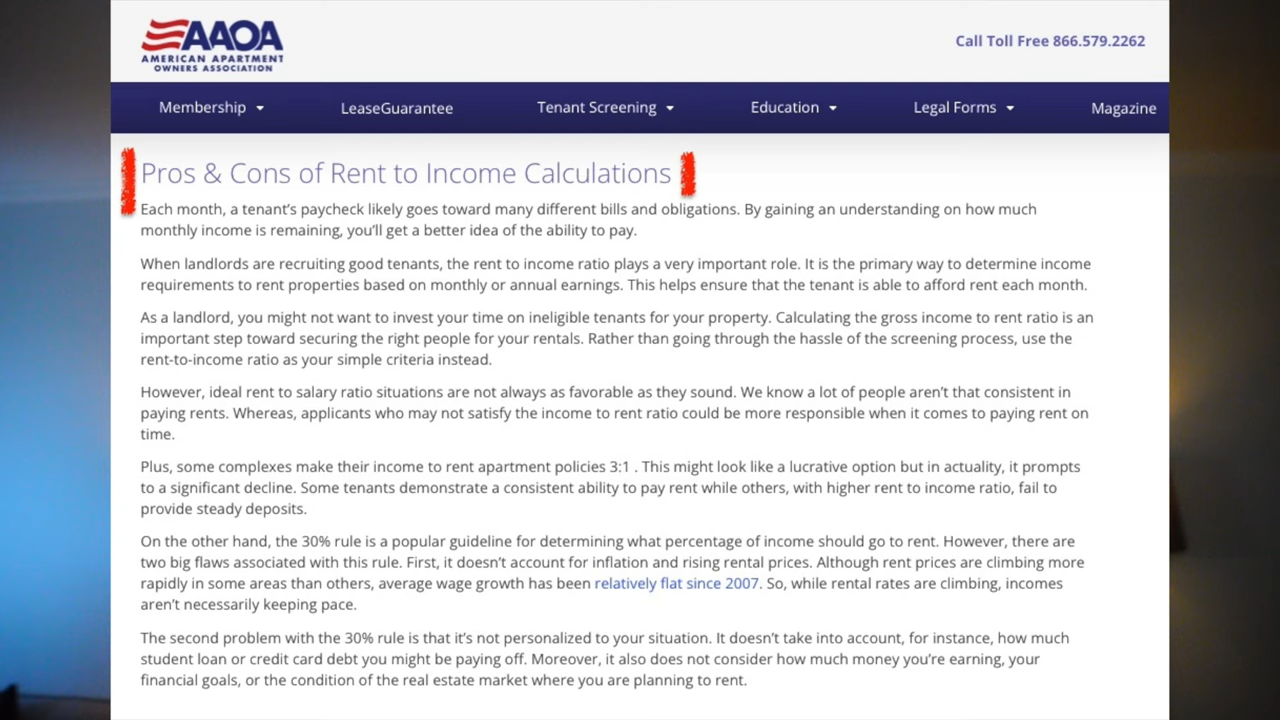 AAOA
AMERICAN APARTMENT
OWNERS ASSOCIATION
Call Toll Free 866.579.2262
Membership
LeaseGuarantee
Tenant Screening
Education
Legal Forms
Magazine
Pros & Cons of Rent to Income Calculations
Each month, a tenant’s paycheck likely goes toward many different bills and obligations. By gaining an understanding on how much
monthly income is remaining, you’ll get a better idea of the ability to pay.
When landlords are recruiting good tenants, the rent to income ratio plays a very important role. It is the primary way to determine income
requirements to rent properties based on monthly or annual earnings. This helps ensure that the tenant is able to afford rent each month.
As a landlord, you might not want to invest your time on ineligible tenants for your property. Calculating the gross income to rent ratio is an
important step toward securing the right people for your rentals. Rather than going through the hassle of the screening process, use the
rent-to-income ratio as your simple criteria instead.
However, ideal rent to salary ratio situations are not always as favorable as they sound. We know a lot of people aren’t that consistent in
paying rents. Whereas, applicants who may not satisfy the income to rent ratio could be more responsible when it comes to paying rent on
time.
Plus, some complexes make their income to rent apartment policies 3:1 . This might look like a lucrative option but in actuality, it prompts
to a significant decline. Some tenants demonstrate a consistent ability to pay rent while others, with higher rent to income ratio, fail to
provide steady deposits.
On the other hand, the 30% rule is a popular guideline for determining what percentage of income should go to rent. However, there are
two big flaws associated with this rule. First, it doesn’t account for inflation and rising rental prices. Although rent prices are climbing more
rapidly in some areas than others, average wage growth has been relatively flat since 2007. So, while rental rates are climbing, incomes
aren’t necessarily keeping pace.
The second problem with the 30% rule is that it’s not personalized to your situation. It doesn’t take into account, for instance, how much
student loan or credit card debt you might be paying off. Moreover, it also does not consider how much money you’re earning, your
financial goals, or the condition of the real estate market where you are planning to rent.